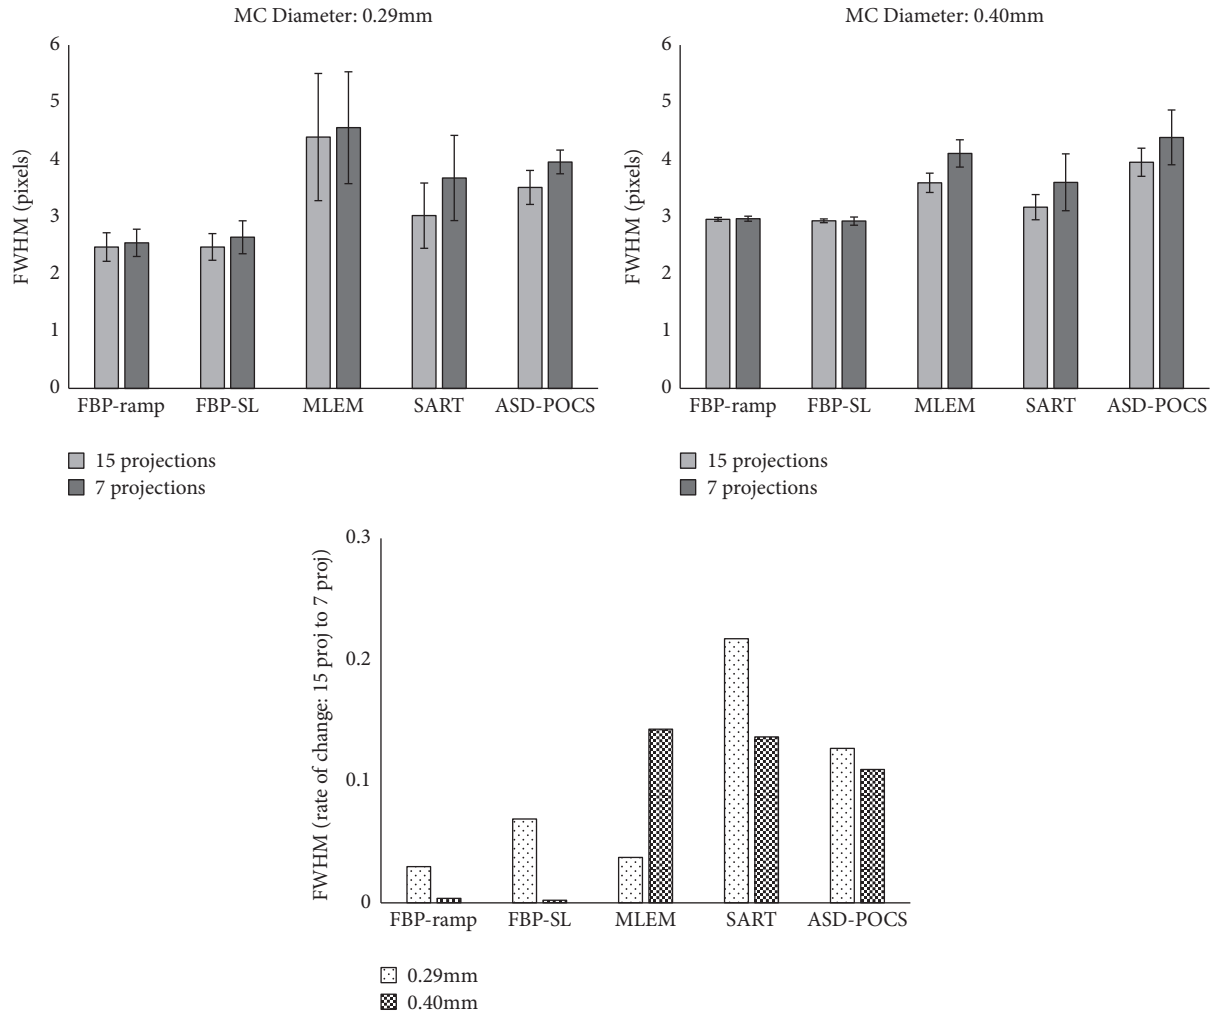 MC Diameter: 0.29mm
FWHM (pixels)
6
5
4
3
2
1
0
FBP-ramp FBP-SL MLEM SART ASD-POCS
15 projections
7 projections
MC Diameter: 0.40mm
FWHM (pixels)
6
5
4
3
2
1
0
FBP-ramp FBP-SL MLEM SART ASD-POCS
15 projections
7 projections
FWHM (rate of change: 15 proj to 7 proj)
0.3
0.2
0.1
0
FBP-ramp FBP-SL MLEM SART ASD-POCS
0.29mm
0.40mm